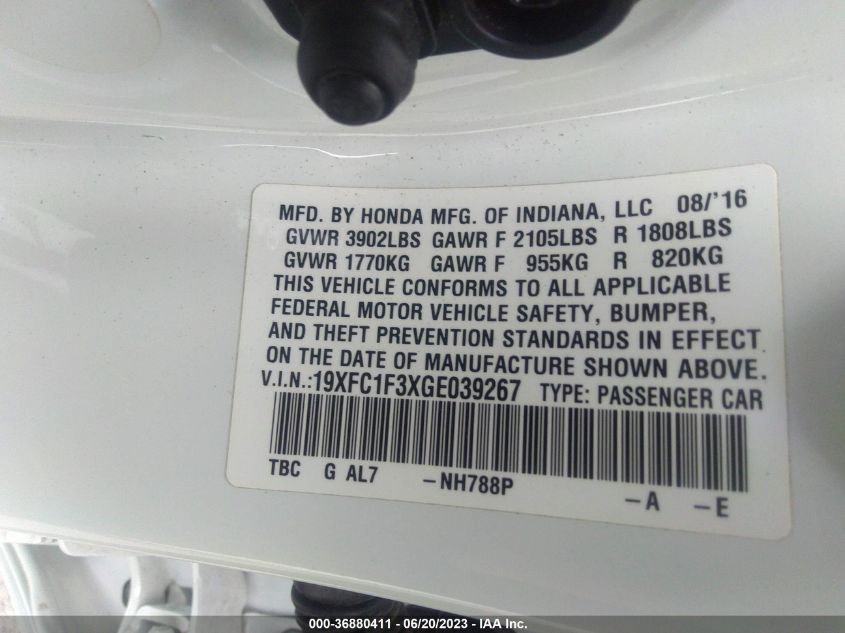 MFD. BY HONDA MFG. OF INDIANA, LLC 08/'16
GVWR 3902LBS GAWR F 2105LBS R 1808LBS
GVWR 1770KG GAWR F 955KG R 820KG
THIS VEHICLE CONFORMS TO ALL APPLICABLE
FEDERAL MOTOR VEHICLE SAFETY, BUMPER,
AND THEFT PREVENTION STANDARDS IN EFFECT
ON THE DATE OF MANUFACTURE SHOWN ABOVE.
V.I.N.:19XFC1F3XGE039267 TYPE: PASSENGER CAR
TBC G AL7 -NH788P -A -E
000-36880411 - 06/20/2023 - IAA Inc.